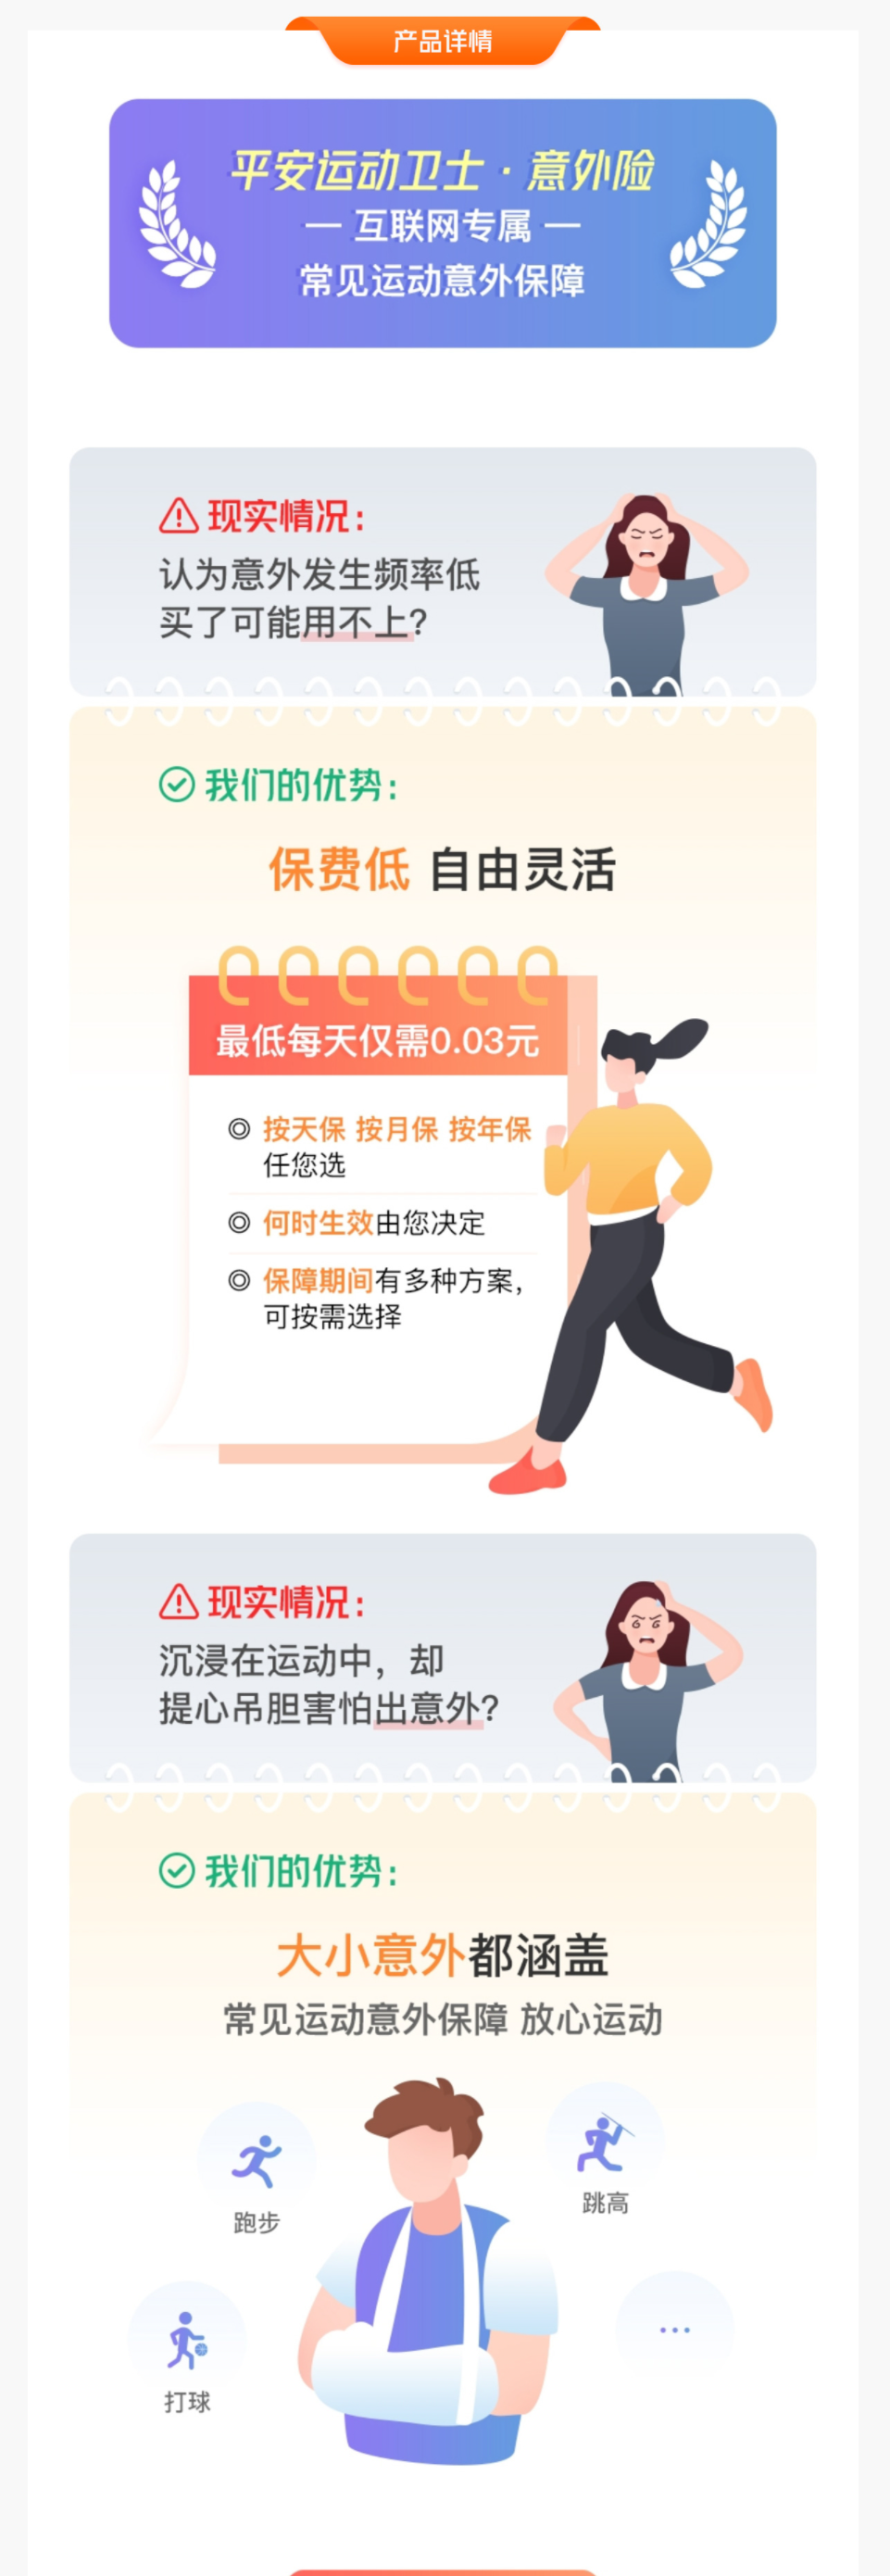 产品详情
平安运动卫士·意外险
— 互联网专属 —
常见运动意外保障
现实情况：
认为意外发生频率低
买了可能用不上?
我们的优势：
保费低 自由灵活
最低每天仅需0.03元
按天保 按月保 按年保
任您选
何时生效由您决定
保障期间有多种方案，
可按需选择
现实情况：
沉浸在运动中，却
提心吊胆害怕出意外?
我们的优势：
大小意外都涵盖
常见运动意外保障 放心运动
跑步
跳高
打球
...